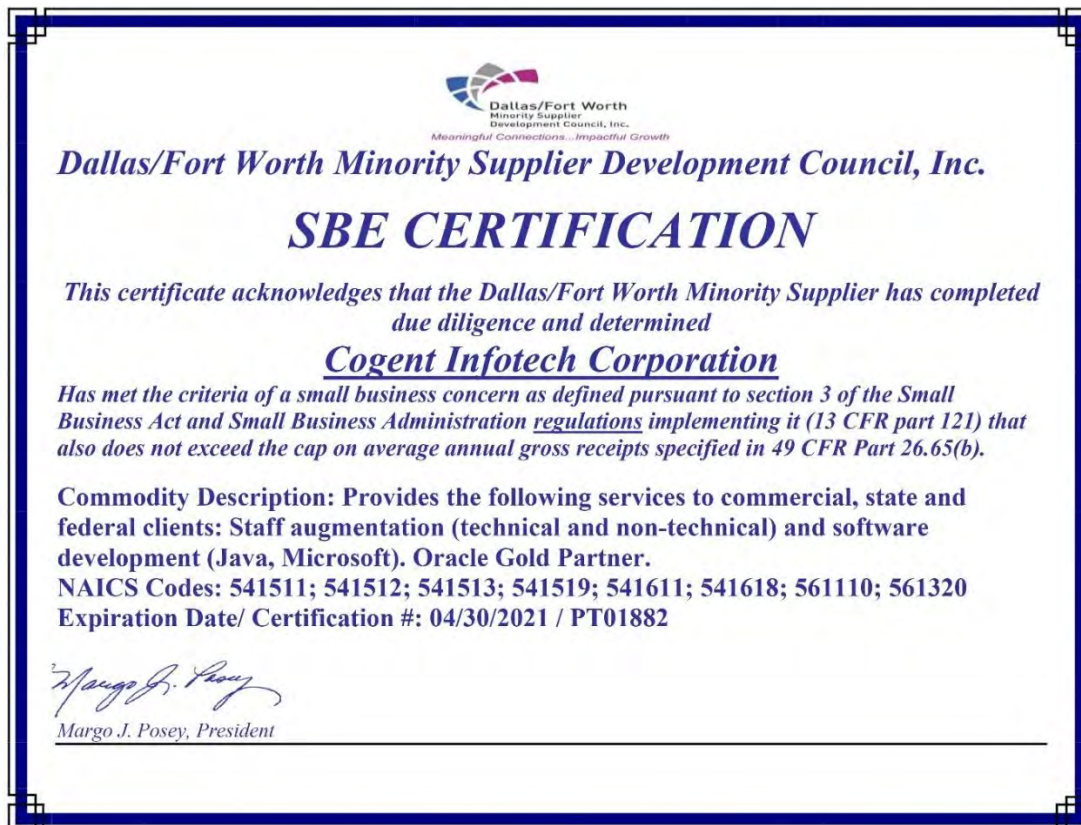 Dallas/Fort Worth
Minority Supplier
Development Council, Inc.
Meaningful Connections...Impactful Growth
Dallas/Fort Worth Minority Supplier Development Council, Inc.
SBE CERTIFICATION
This certificate acknowledges that the Dallas/Fort Worth Minority Supplier has completed
due diligence and determined
Cogent Infotech Corporation
Has met the criteria of a small business concern as defined pursuant to section 3 of the Small
Business Act and Small Business Administration regulations implementing it (13 CFR part 121) that
also does not exceed the cap on average annual gross receipts specified in 49 CFR Part 26.65(b).
Commodity Description: Provides the following services to commercial, state and
federal clients: Staff augmentation (technical and non-technical) and software
development (Java, Microsoft). Oracle Gold Partner.
NAICS Codes: 541511; 541512; 541513; 541519; 541611; 541618; 561110; 561320
Expiration Date/ Certification #: 04/30/2021 / PT01882
Margo J. Posey
Margo J. Posey, President